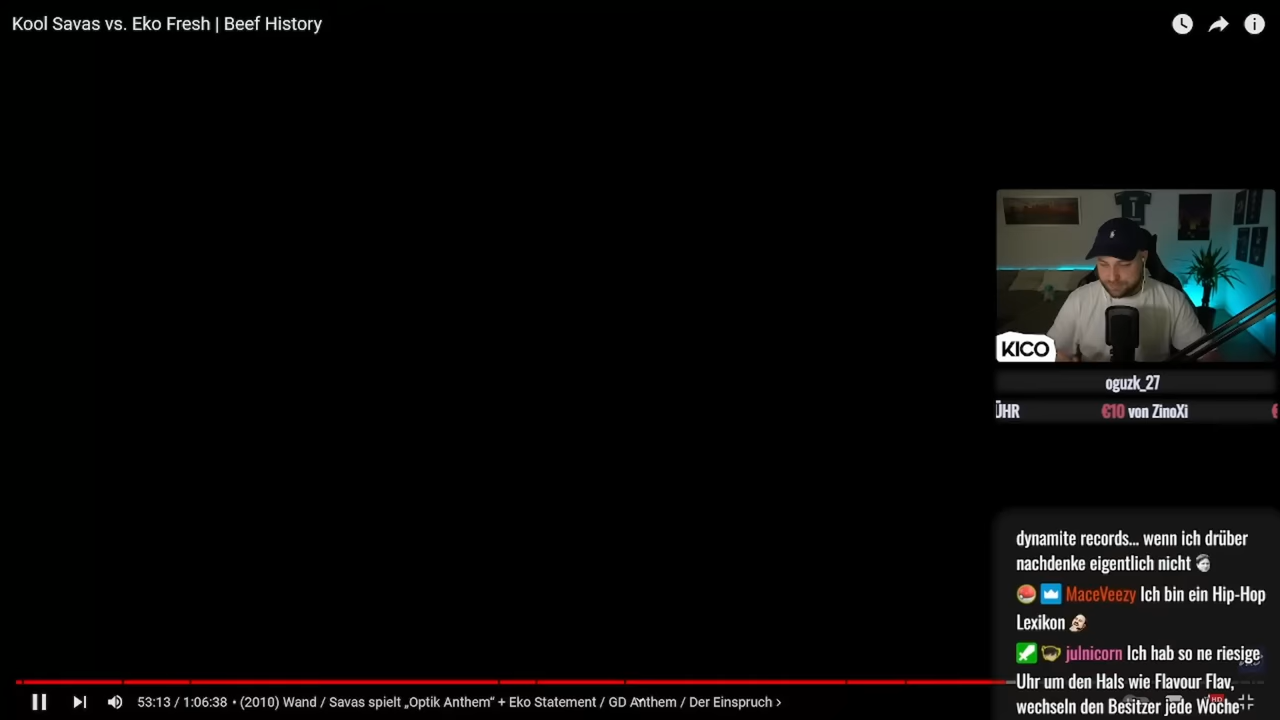 Kool Savas vs. Eko Fresh | Beef History
KICO
oguzk_27
ÜHR €10 von ZinoXi
dynamite records... wenn ich drüber
nachdenke eigentlich nicht
MaceVeezy Ich bin ein Hip-Hop
Lexikon
julnicorn Ich hab so ne riesige
Uhr um den Hals wie Flavour Flav,
wechseln den Besitzer jede Woche
53:13 / 1:06:38 • (2010) Wand / Savas spielt „Optik Anthem“ + Eko Statement / GD Anthem / Der Einspruch >
HD